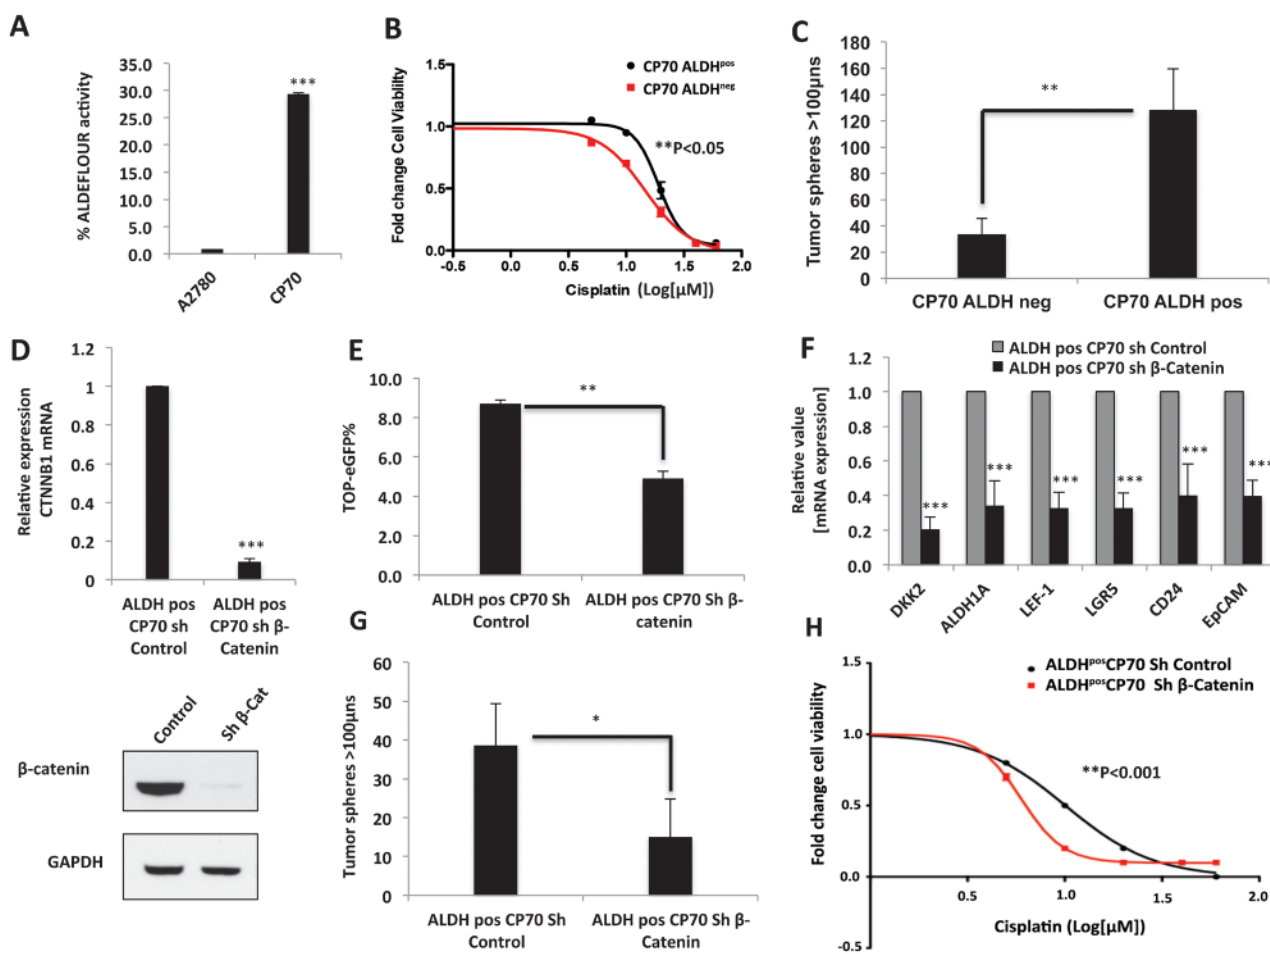 A
% ALDEFLOUR activity
35.0
30.0
25.0
20.0
15.0
10.0
5.0
0.0
***
A2780
CP70
B
Fold change Cell Viability
1.5
1.0
0.5
0.0
-0.5
0.0
0.5
1.0
1.5
2.0
CP70 ALDHpos
CP70 ALDHneg
**P<0.05
Cisplatin (Log[µM])
C
Tumor spheres >100µns
180
160
140
120
100
80
60
40
20
0
**
CP70 ALDH neg
CP70 ALDH pos
D
Relative expression
CTNNB1 mRNA
1.2
1
0.8
0.6
0.4
0.2
0
***
ALDH pos
CP70 sh
Control
ALDH pos
CP70 sh β-
Catenin
Control
Sh β-Cat
β-catenin
GAPDH
E
TOP-eGFP%
10.0
8.0
6.0
4.0
2.0
0.0
**
ALDH pos CP70 Sh
Control
ALDH pos CP70 Sh β-
catenin
F
ALDH pos CP70 sh Control
ALDH pos CP70 sh β-Catenin
Relative value
[mRNA expression]
1.2
1.0
0.8
0.6
0.4
0.2
0.0
***
***
***
***
***
***
DKK2
ALDH1A
LEF-1
LGR5
CD24
EpCAM
G
Tumor spheres >100µns
60
50
40
30
20
10
0
*
ALDH pos CP70 Sh
Control
ALDH pos CP70 Sh β-
Catenin
H
Fold change cell viability
1.5
1.0
0.5
0.0
-0.5
0.5
1.0
1.5
2.0
ALDHposCP70 Sh Control
ALDHposCP70 Sh β-Catenin
**P<0.001
Cisplatin (Log[µM])